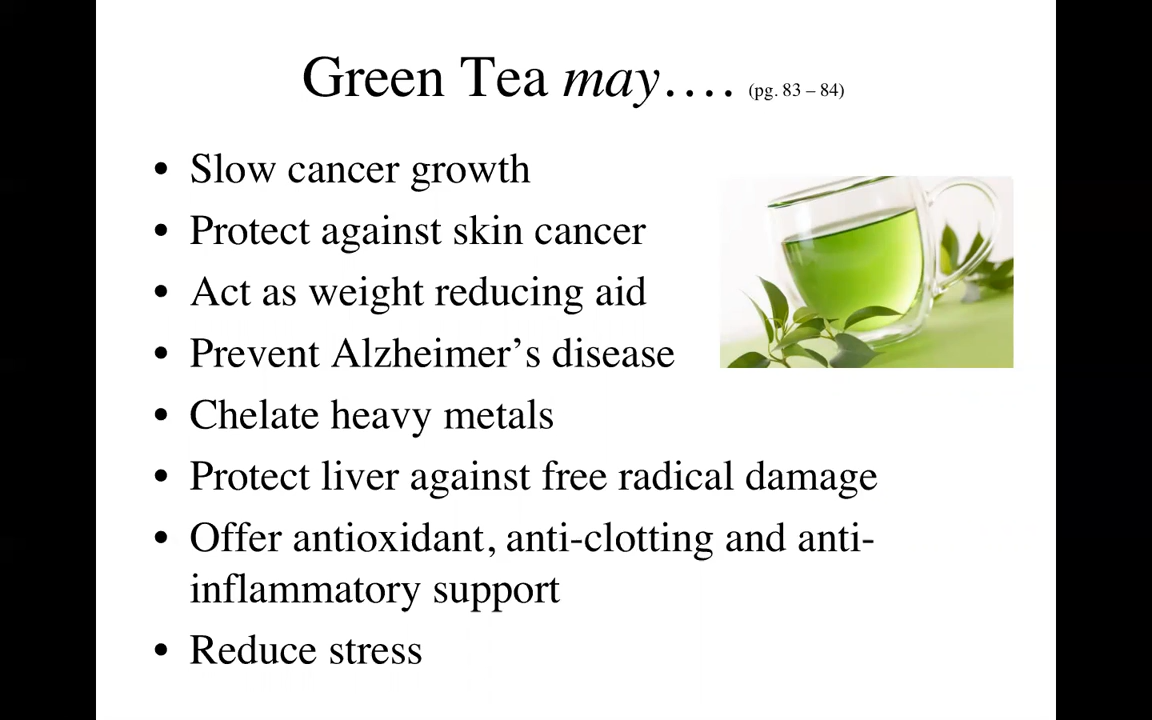 Green Tea may…. (pg. 83 – 84)
• Slow cancer growth
• Protect against skin cancer
• Act as weight reducing aid
• Prevent Alzheimer’s disease
• Chelate heavy metals
• Protect liver against free radical damage
• Offer antioxidant, anti-clotting and anti-
inflammatory support
• Reduce stress